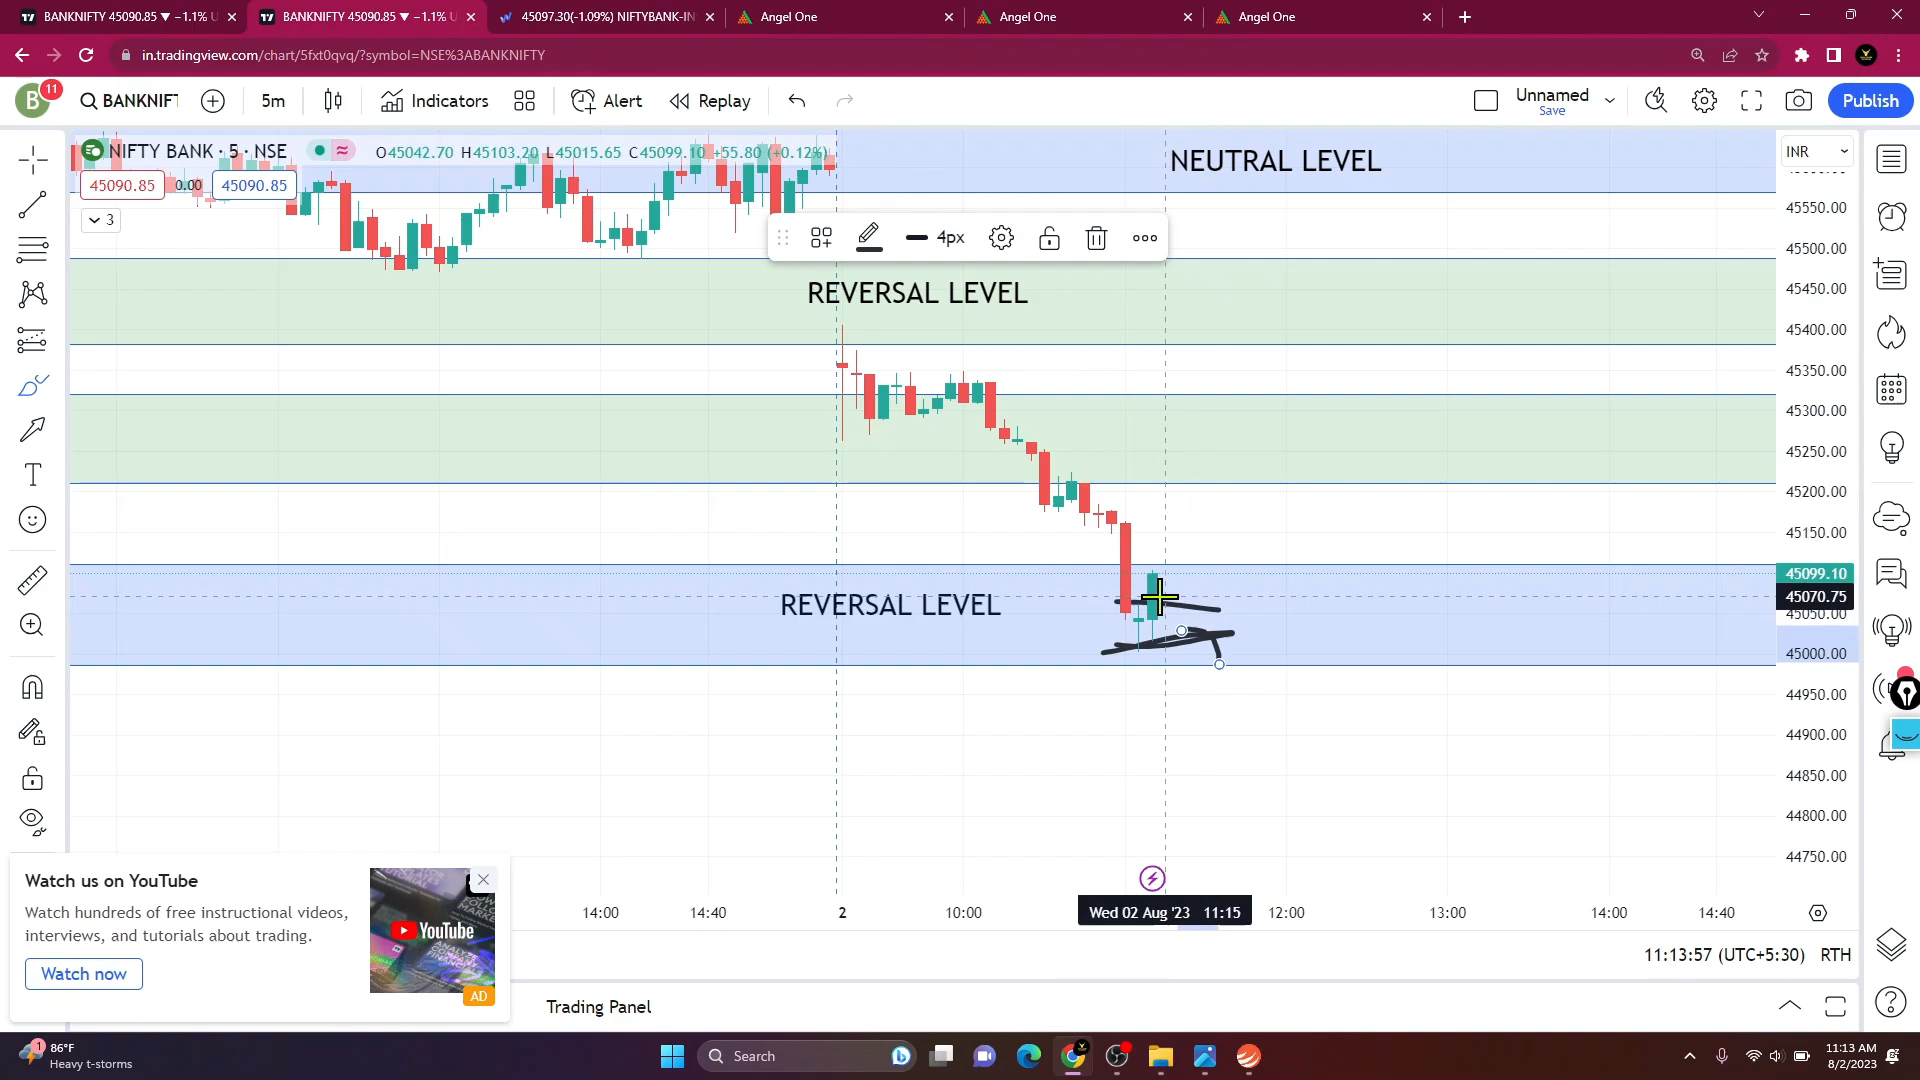 BANKNIFTY 45090.85 ▼ −1.1% U
BANKNIFTY 45090.85 ▼ −1.1% U
45097.30(-1.09%) NIFTYBANK-IN
Angel One
Angel One
Angel One
in.tradingview.com/chart/5fxt0qvq/?symbol=NSE%3ABANKNIFTY
B
11
BANKNIFT
5m
Indicators
Alert
Replay
Unnamed
Save
Publish
NIFTY BANK · 5 · NSE
O45042.70 H45103.20 L45015.65 C45099.10 +55.80 (+0.12%)
45090.85
0.00
45090.85
3
4px
NEUTRAL LEVEL
REVERSAL LEVEL
REVERSAL LEVEL
INR
45550.00
45500.00
45450.00
45400.00
45350.00
45300.00
45250.00
45200.00
45150.00
45099.10
45070.75
45050.00
45000.00
44950.00
44900.00
44850.00
44800.00
44750.00
14:00
14:40
2
10:00
Wed 02 Aug '23 11:15
12:00
13:00
14:00
14:40
11:13:57 (UTC+5:30)
RTH
Watch us on YouTube
Watch hundreds of free instructional videos,
interviews, and tutorials about trading.
Watch now
YouTube
AD
Trading Panel
1
86°F
Heavy t-storms
Search
11:13 AM
8/2/2023